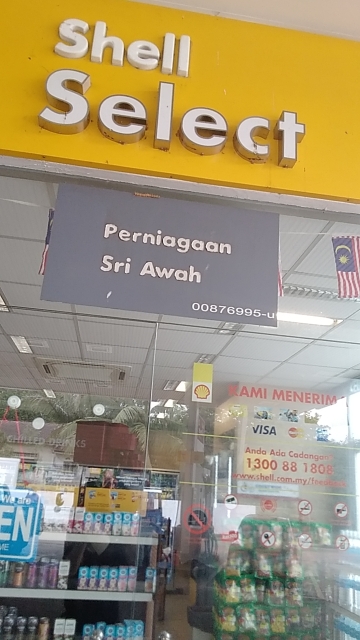 Shell
Select
Perniagaan
Sri Awah
00876995-U
KAMI MENERIMA
CHILLED DRINKS
VISA
Anda Ada Cadangan
1300 88 1808
www.shell.com.my/feedback
EN